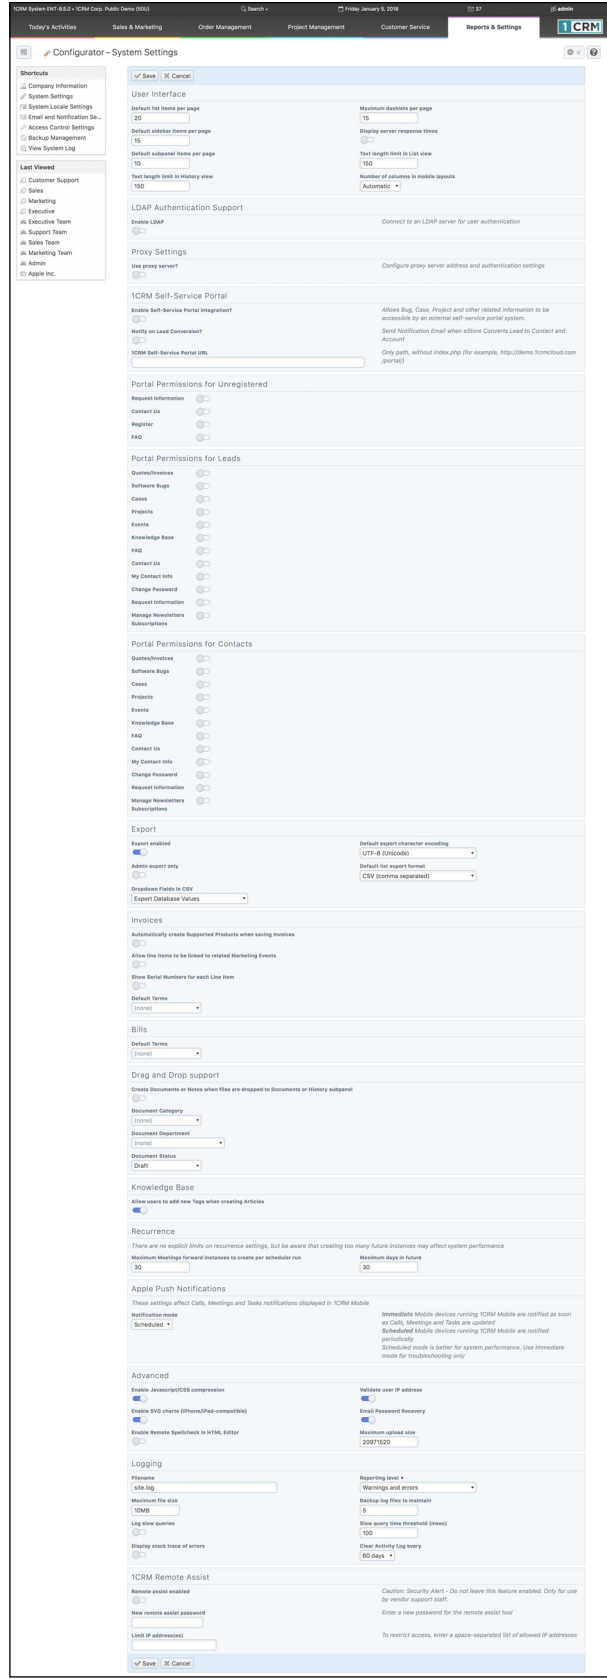 1CRM System ENT-8.5.0 • 1CRM Corp. Public Demo (50U) Search Friday January 5, 2018 37 admin
Today's Activities Sales & Marketing Order Management Project Management Customer Service Reports & Settings 1 CRM
Configurator – System Settings
Shortcuts
Company Information
System Settings
System Locale Settings
Email and Notification Se...
Access Control Settings
Backup Management
View System Log
Last Viewed
Customer Support
Sales
Marketing
Executive
Executive Team
Support Team
Sales Team
Marketing Team
Admin
Apple Inc.
Save Cancel
User Interface
Default list items per page Maximum dashlets per page
20 15
Default sidebar items per page Display server response times
15
Default subpanel items per page Text length limit in List view
10 150
Text length limit in History view Number of columns in mobile layouts
150 Automatic
LDAP Authentication Support
Enable LDAP Connect to an LDAP server for user authentication
Proxy Settings
Use proxy server? Configure proxy server address and authentication settings
1CRM Self-Service Portal
Enable Self-Service Portal Integration? Allows Bug, Case, Project and other related information to be
accessible by an external self-service portal system.
Notify on Lead Conversion? Send Notification Email when eStore Converts Lead to Contact and
Account
1CRM Self-Service Portal URL Only path, without index.php (for example, http://demo.1crmcloud.com
/portal/)
Portal Permissions for Unregistered
Request Information
Contact Us
Register
FAQ
Portal Permissions for Leads
Quotes/Invoices
Software Bugs
Cases
Projects
Events
Knowledge Base
FAQ
Contact Us
My Contact Info
Change Password
Request Information
Manage Newsletters
Subscriptions
Portal Permissions for Contacts
Quotes/Invoices
Software Bugs
Cases
Projects
Events
Knowledge Base
FAQ
Contact Us
My Contact Info
Change Password
Request Information
Manage Newsletters
Subscriptions
Export
Export enabled Default export character encoding
UTF-8 (Unicode)
Admin export only Default list export format
CSV (comma separated)
Dropdown Fields in CSV
Export Database Values
Invoices
Automatically create Supported Products when saving Invoices
Allow line items to be linked to related Marketing Events
Show Serial Numbers for each Line Item
Default Terms
(none)
Bills
Default Terms
(none)
Drag and Drop support
Create Documents or Notes when files are dropped to Documents or History subpanel
Document Category
(none)
Document Department
(none)
Document Status
Draft
Knowledge Base
Allow users to add new Tags when creating Articles
Recurrence
There are no explicit limits on recurrence settings, but be aware that creating too many future instances may affect system performance
Maximum Meetings forward instances to create per scheduler run Maximum days in future
30 30
Apple Push Notifications
These settings affect Calls, Meetings and Tasks notifications displayed in 1CRM Mobile
Notification mode Immediate Mobile devices running 1CRM Mobile are notified as soon
Scheduled as Calls, Meetings and Tasks are updated
Scheduled Mobile devices running 1CRM Mobile are notified
periodically
Scheduled mode is better for system performance. Use Immediate
mode for troubleshooting only
Advanced
Enable Javascript/CSS compression Validate user IP address
Enable SVG charts (iPhone/iPad-compatible) Email Password Recovery
Enable Remote Spellcheck in HTML Editor Maximum upload size
20971520
Logging
Filename Reporting level *
site.log Warnings and errors
Maximum file size Backup log files to maintain
10MB 5
Log slow queries Slow query time threshold (msec)
100
Display stack trace of errors Clear Activity Log every
60 days
1CRM Remote Assist
Remote assist enabled Caution: Security Alert - Do not leave this feature enabled. Only for use
by vendor support staff.
New remote assist password Enter a new password for the remote assist tool
Limit IP address(es) To restrict access, enter a space-separated list of allowed IP addresses
Save Cancel